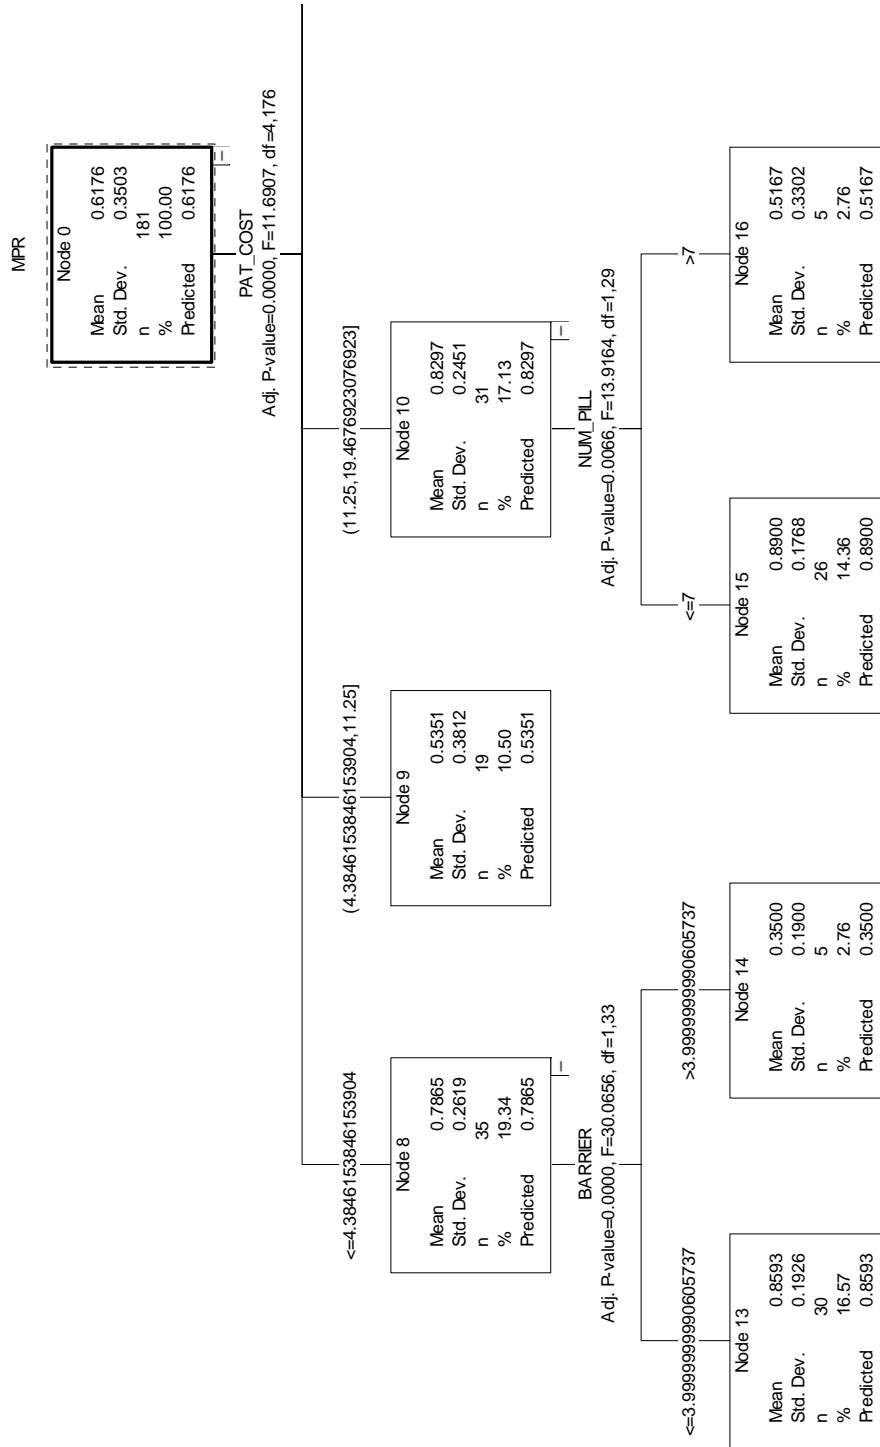 MPR
Node 0
Mean 0.6176
Std. Dev. 0.3503
n 181
% 100.00
Predicted 0.6176
PAT_COST
Adj. P-value=0.0000, F=11.6907, df=4,176
<=4.38461538461539​04
Node 8
Mean 0.7865
Std. Dev. 0.2619
n 35
% 19.34
Predicted 0.7865
BARRIER
Adj. P-value=0.0000, F=30.0656, df=1,33
<=3.9999999990605737
Node 13
Mean 0.8593
Std. Dev. 0.1926
n 30
% 16.57
Predicted 0.8593
>3.9999999990605737
Node 14
Mean 0.3500
Std. Dev. 0.1900
n 5
% 2.76
Predicted 0.3500
(4.3846153846153904,11.25]
Node 9
Mean 0.5351
Std. Dev. 0.3812
n 19
% 10.50
Predicted 0.5351
(11.25,19.4676923076923]
Node 10
Mean 0.8297
Std. Dev. 0.2451
n 31
% 17.13
Predicted 0.8297
NUM_PILL
Adj. P-value=0.0066, F=13.9164, df=1,29
<=7
Node 15
Mean 0.8900
Std. Dev. 0.1768
n 26
% 14.36
Predicted 0.8900
>7
Node 16
Mean 0.5167
Std. Dev. 0.3302
n 5
% 2.76
Predicted 0.5167